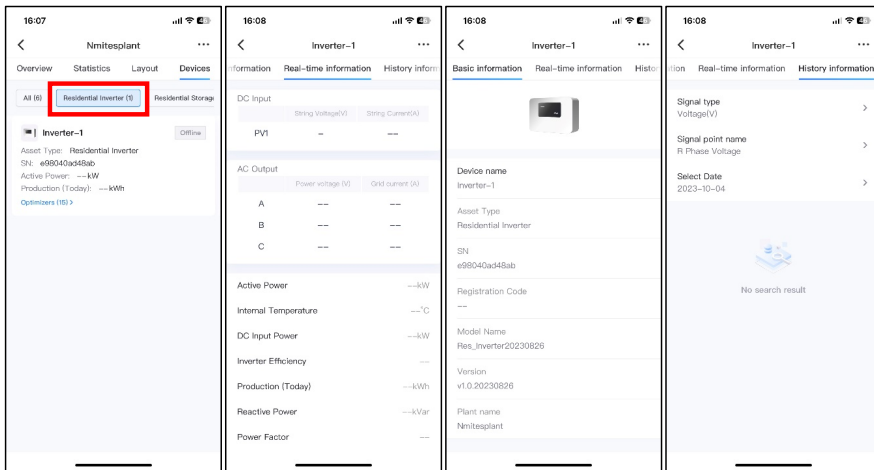 16:07
Nmitesplant
Overview Statistics Layout Devices
All (6) Residential Inverter (1) Residential Storage
Inverter-1 Offline
Asset Type: Residential Inverter
SN: e98040ad48ab
Active Power: --kW
Production (Today): --kWh
Optimizers (15) >
16:08
Inverter-1
nformation Real-time information History inform
DC Input
String Voltage(V) String Current(A)
PV1 - --
AC Output
Power voltage (V) Grid current (A)
A -- --
B -- --
C -- --
Active Power --kW
Internal Temperature --°C
DC Input Power --kW
Inverter Efficiency --
Production (Today) --kWh
Reactive Power --kVar
Power Factor --
16:08
Inverter-1
Basic information Real-time information Histor
Device name
Inverter-1
Asset Type
Residential Inverter
SN
e98040ad48ab
Registration Code
--
Model Name
Res_Inverter20230826
Version
v1.0.20230826
Plant name
Nmitesplant
16:08
Inverter-1
tion Real-time information History information
Signal type
Voltage(V)
Signal point name
R Phase Voltage
Select Date
2023-10-04
No search result